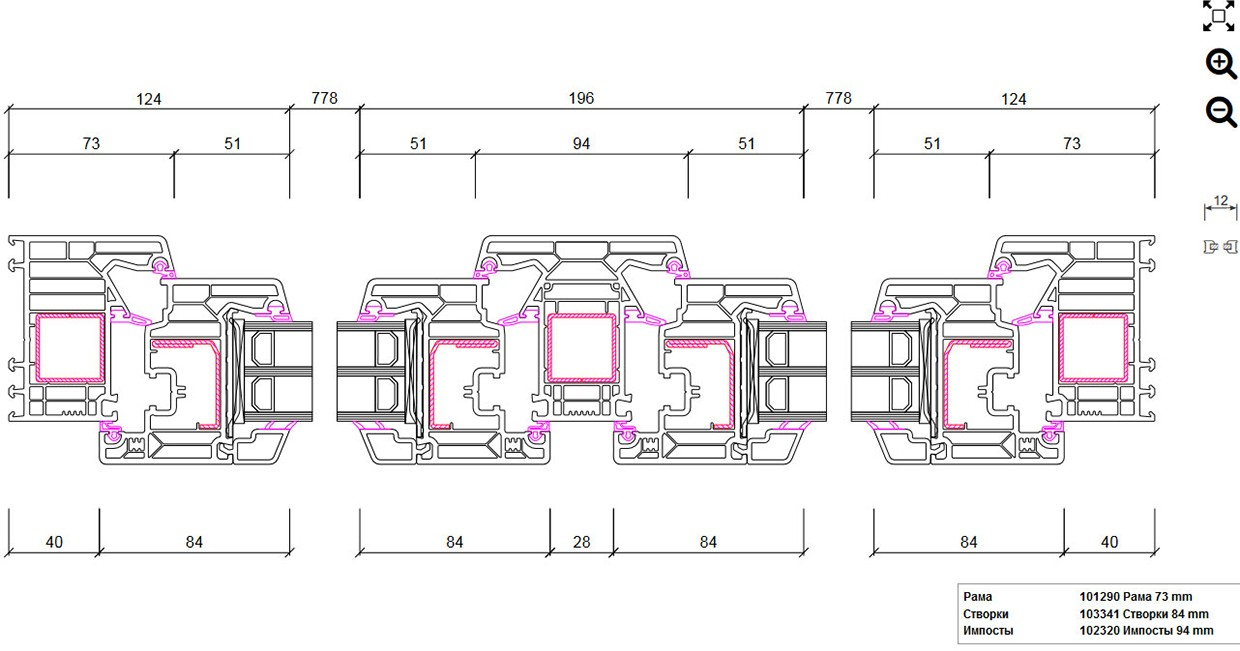 124 778 196 778 124
73 51 51 94 51 51 73
12
40 84 84 28 84 84 40
Рама 101290 Рама 73 mm
Створки 103341 Створки 84 mm
Импосты 102320 Импосты 94 mm